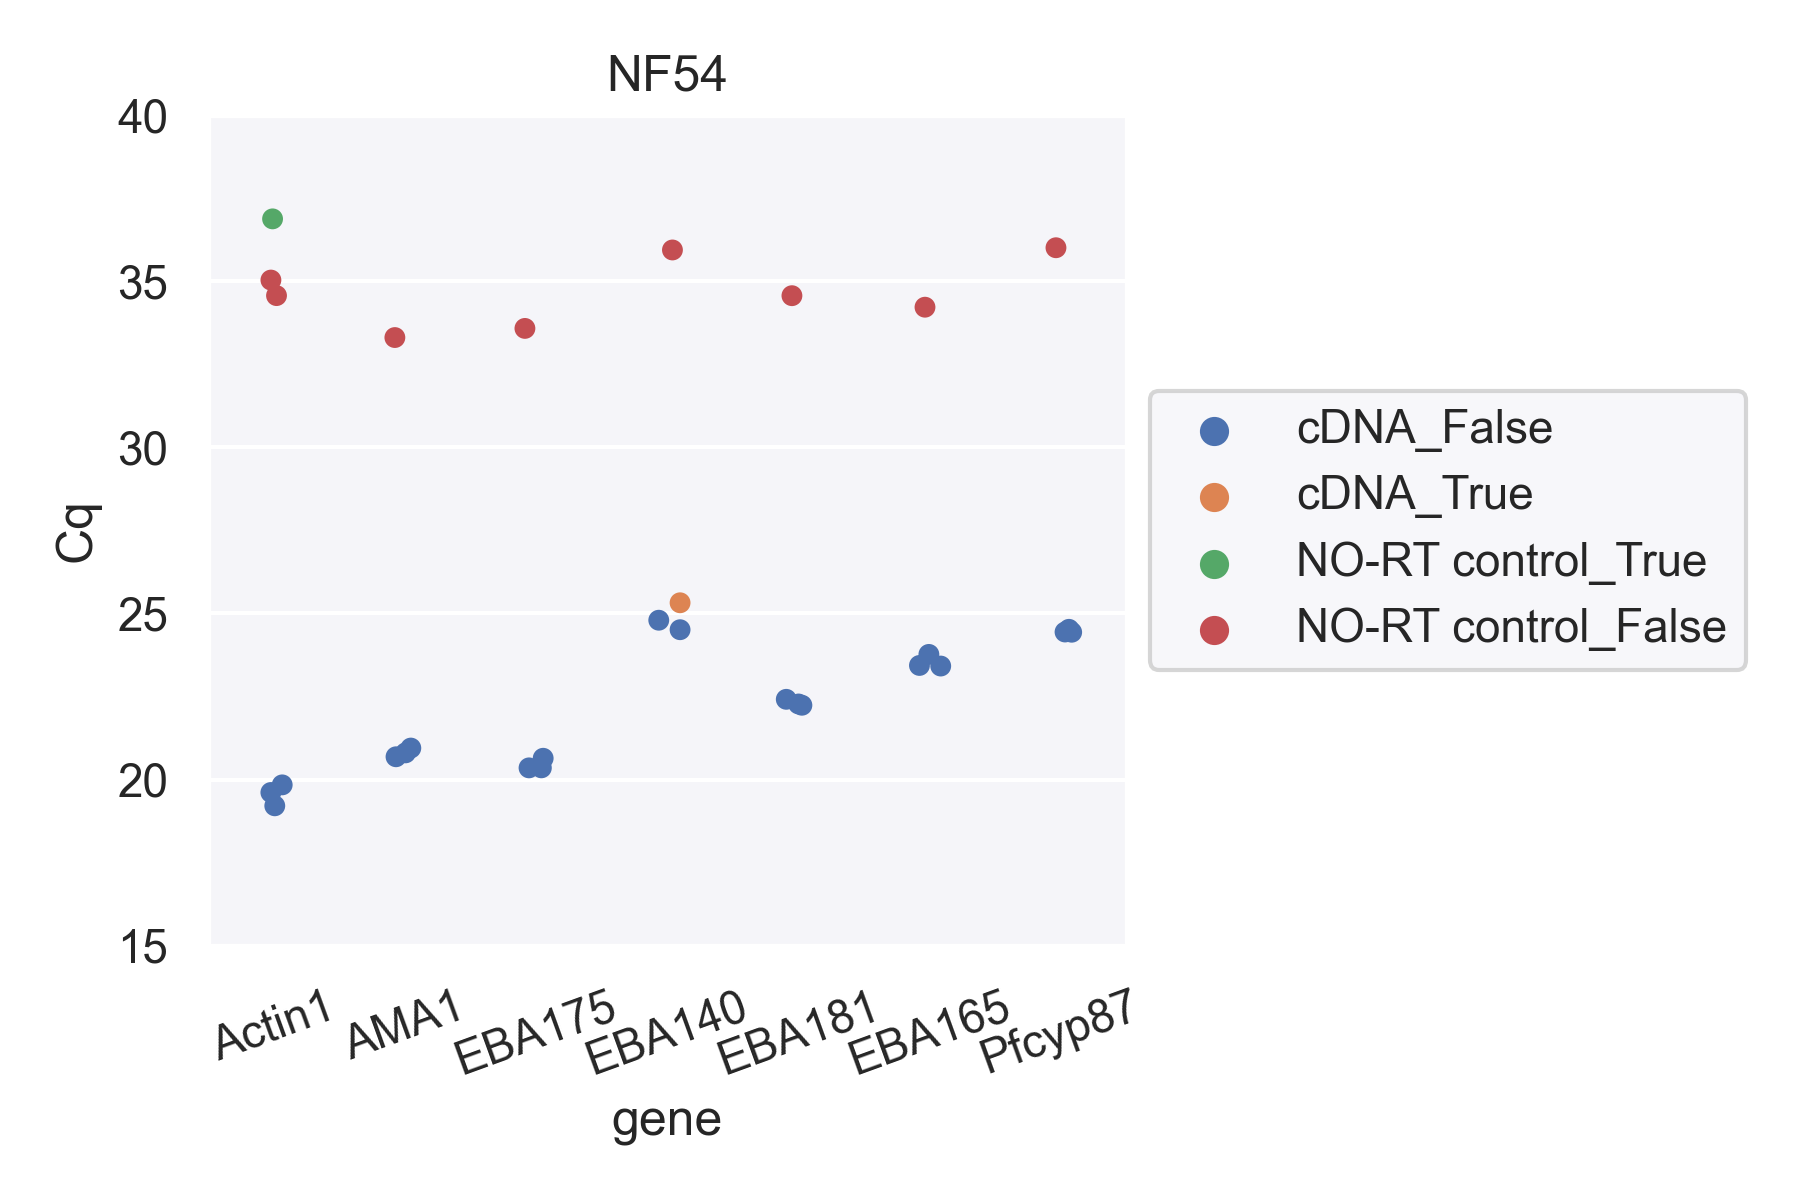 NF54
40
35
30
25
20
15
Cq
Actin1
AMA1
EBA175
EBA140
EBA181
EBA165
Pfcyp87
gene
cDNA_False
cDNA_True
NO-RT control_True
NO-RT control_False